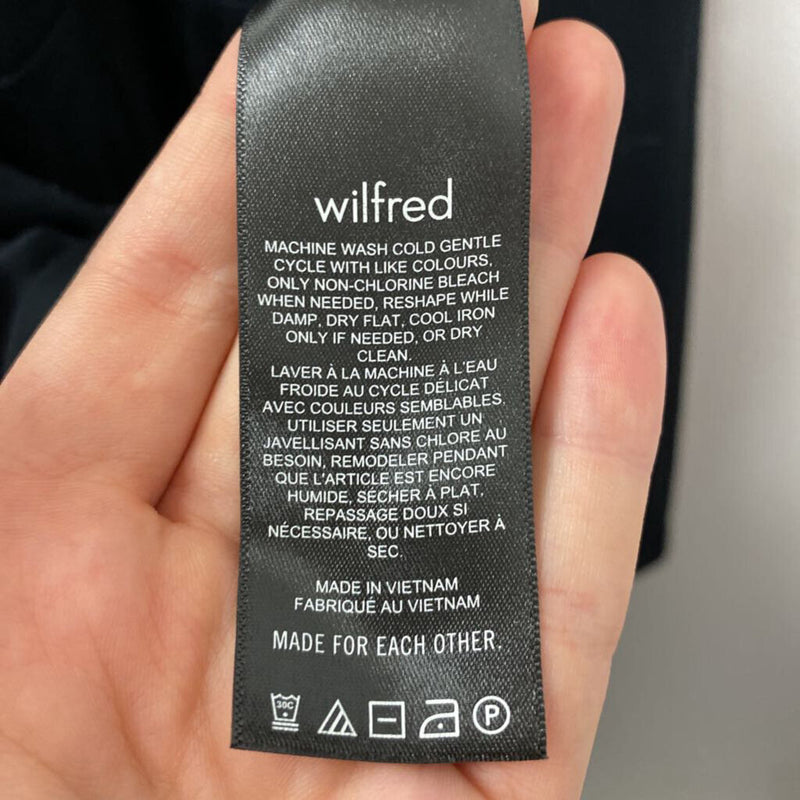 wilfred
MACHINE WASH COLD GENTLE
CYCLE WITH LIKE COLOURS,
ONLY NON-CHLORINE BLEACH
WHEN NEEDED, RESHAPE WHILE
DAMP, DRY FLAT, COOL IRON
ONLY IF NEEDED, OR DRY
CLEAN.
LAVER À LA MACHINE À L'EAU
FROIDE AU CYCLE DÉLICAT
AVEC COULEURS SEMBLABLES,
UTILISER SEULEMENT UN
JAVELLISANT SANS CHLORE AU
BESOIN, REMODELER PENDANT
QUE L'ARTICLE EST ENCORE
HUMIDE, SÉCHER À PLAT,
REPASSAGE DOUX SI
NÉCESSAIRE, OU NETTOYER À
SEC.
MADE IN VIETNAM
FABRIQUÉ AU VIETNAM
MADE FOR EACH OTHER.
30C P